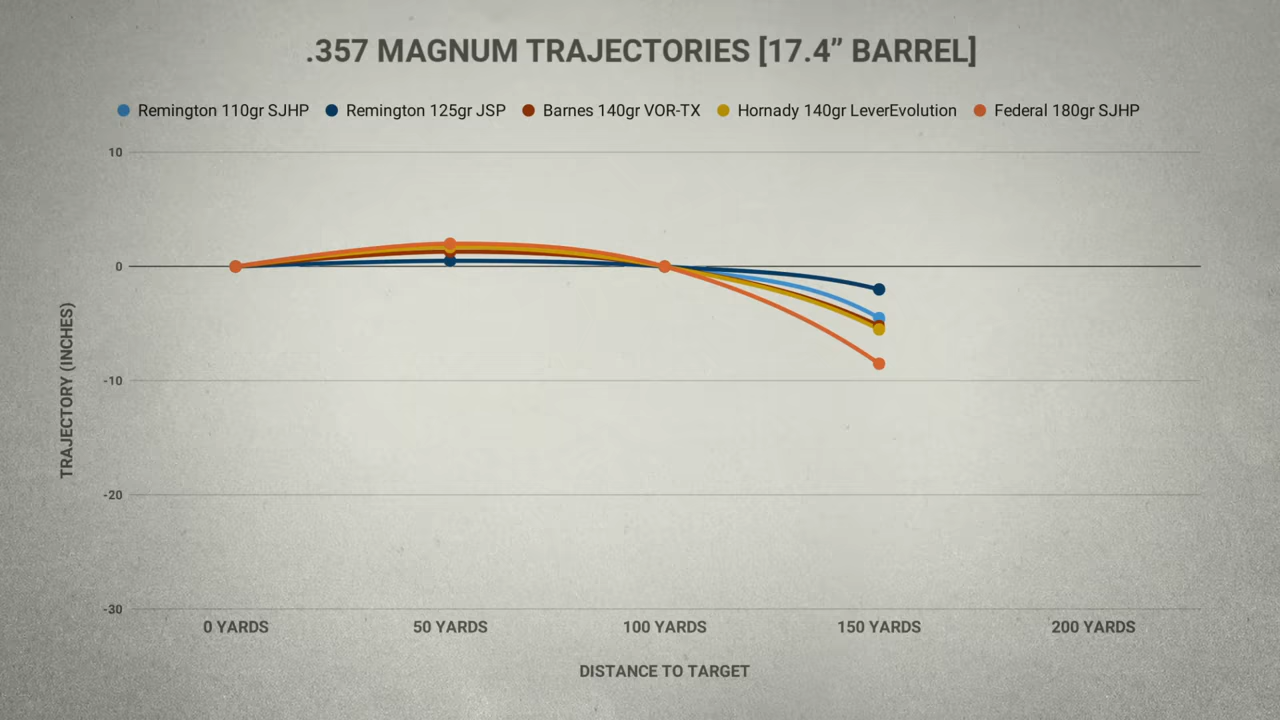 .357 MAGNUM TRAJECTORIES [17.4” BARREL]
Remington 110gr SJHP Remington 125gr JSP Barnes 140gr VOR-TX Hornady 140gr LeverEvolution Federal 180gr SJHP
10
0
-10
-20
-30
TRAJECTORY (INCHES)
0 YARDS 50 YARDS 100 YARDS 150 YARDS 200 YARDS
DISTANCE TO TARGET